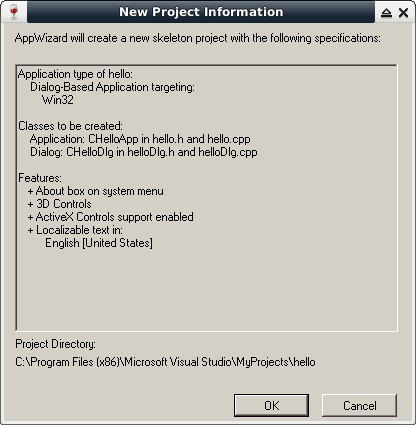 New Project Information
AppWizard will create a new skeleton project with the following specifications:
Application type of hello:
Dialog-Based Application targeting:
Win32
Classes to be created:
Application: CHelloApp in hello.h and hello.cpp
Dialog: CHelloDlg in helloDlg.h and helloDlg.cpp
Features:
+ About box on system menu
+ 3D Controls
+ ActiveX Controls support enabled
+ Localizable text in:
English [United States]
Project Directory:
C:\Program Files (x86)\Microsoft Visual Studio\MyProjects\hello
OK
Cancel